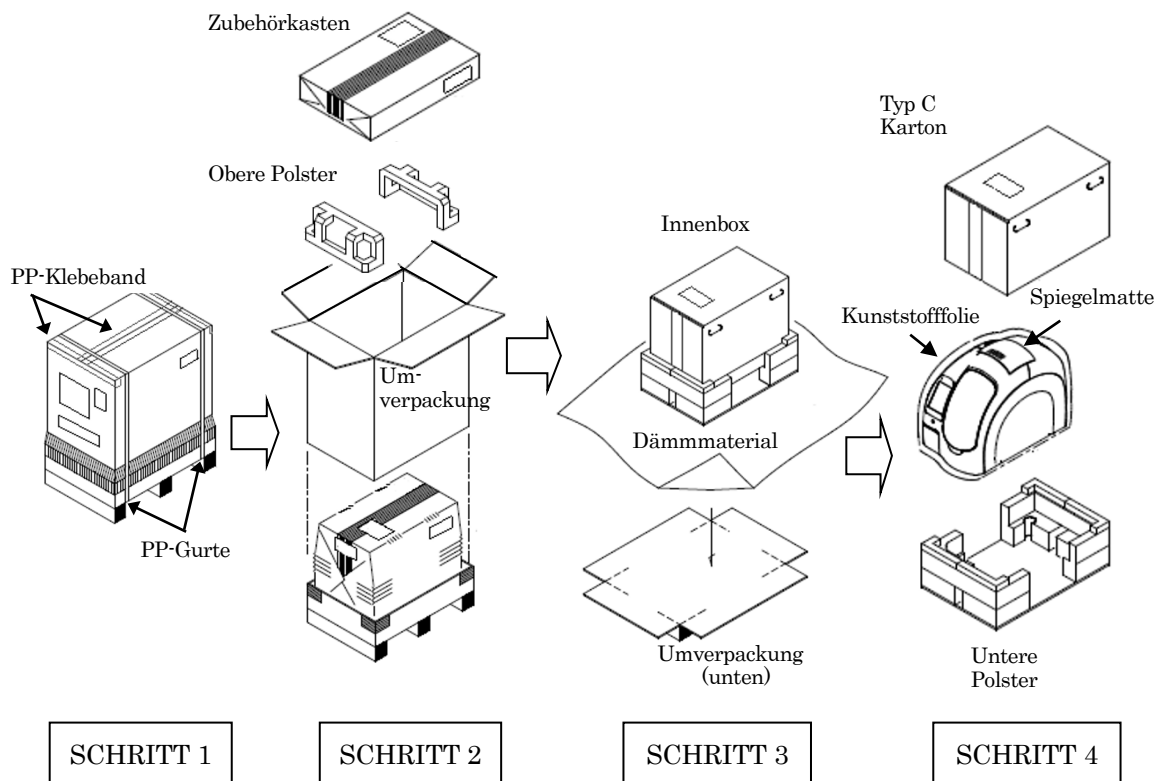 Zubehörkasten
Obere Polster
PP-Klebeband
Um-
verpackung
PP-Gurte
Innenbox
Dämmmaterial
Umverpackung
(unten)
Typ C
Karton
Spiegelmatte
Kunststofffolie
Untere
Polster
SCHRITT 1
SCHRITT 2
SCHRITT 3
SCHRITT 4